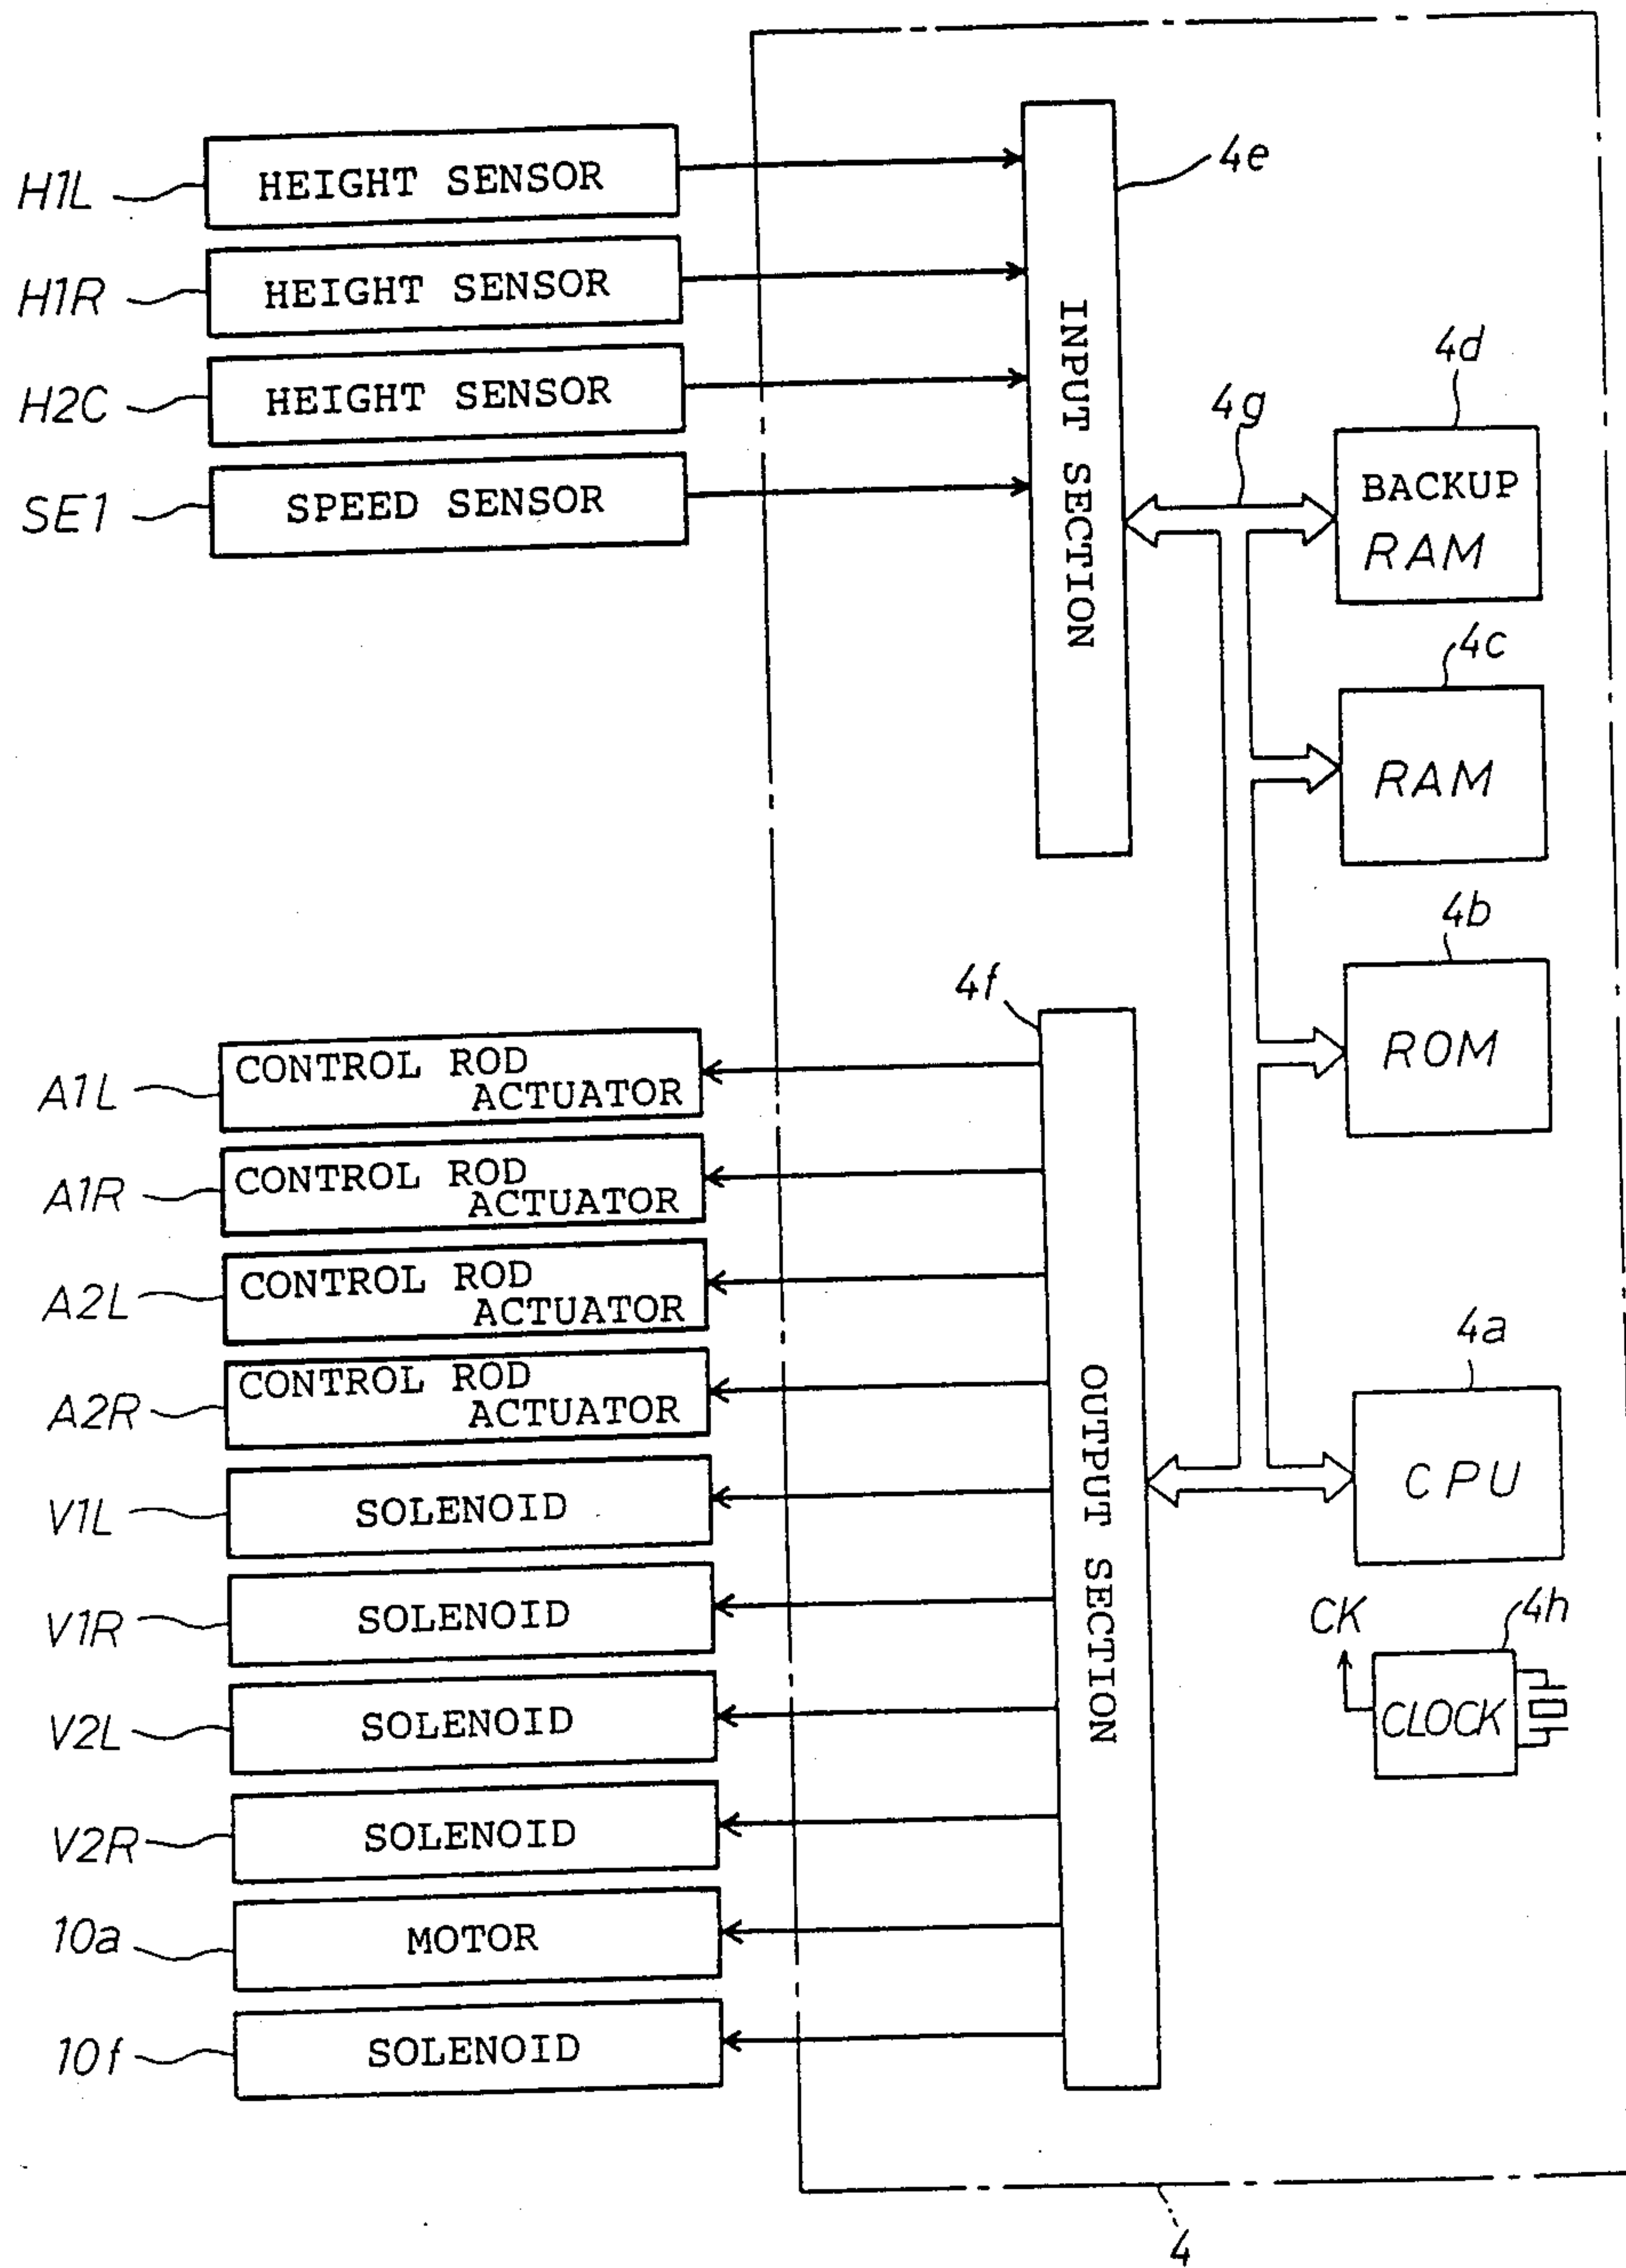 H1L HEIGHT SENSOR
H1R HEIGHT SENSOR
H2C HEIGHT SENSOR
SE1 SPEED SENSOR
4e
INPUT SECTION
4g
4d
BACKUP
RAM
4c
RAM
4b
ROM
4f
A1L CONTROL ROD
ACTUATOR
A1R CONTROL ROD
ACTUATOR
A2L CONTROL ROD
ACTUATOR
A2R CONTROL ROD
ACTUATOR
V1L SOLENOID
V1R SOLENOID
V2L SOLENOID
V2R SOLENOID
10a MOTOR
10f SOLENOID
OUTPUT SECTION
4a
CPU
CK
4h
CLOCK
4